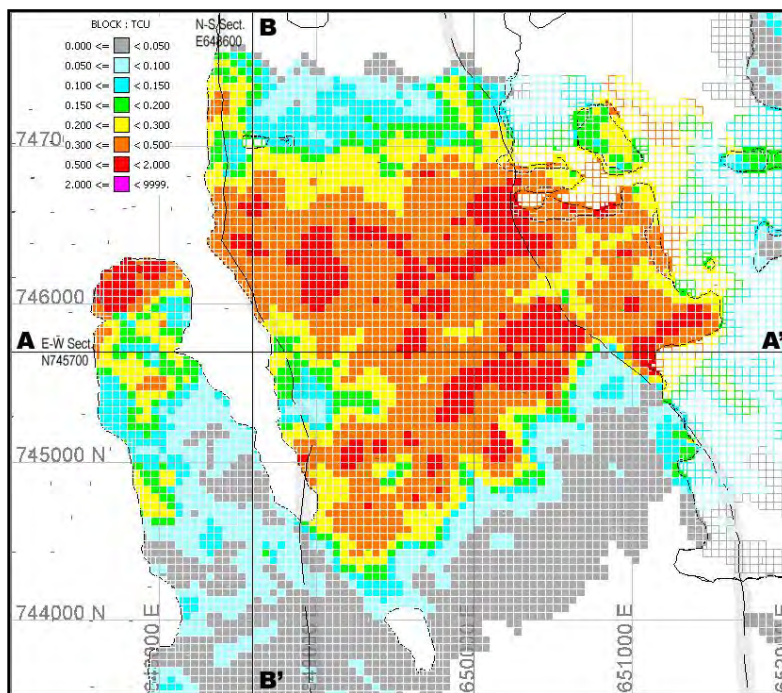 BLOCK : TCU
0.000 <= < 0.050
0.050 <= < 0.100
0.100 <= < 0.150
0.150 <= < 0.200
0.200 <= < 0.300
0.300 <= < 0.500
0.500 <= < 2.000
2.000 <= < 9999.
N-S Sect.
E648600
B
7470
746000
A
E-W Sect.
N745700
A'
745000 N
744000 N
650000 E
651000 E
B'